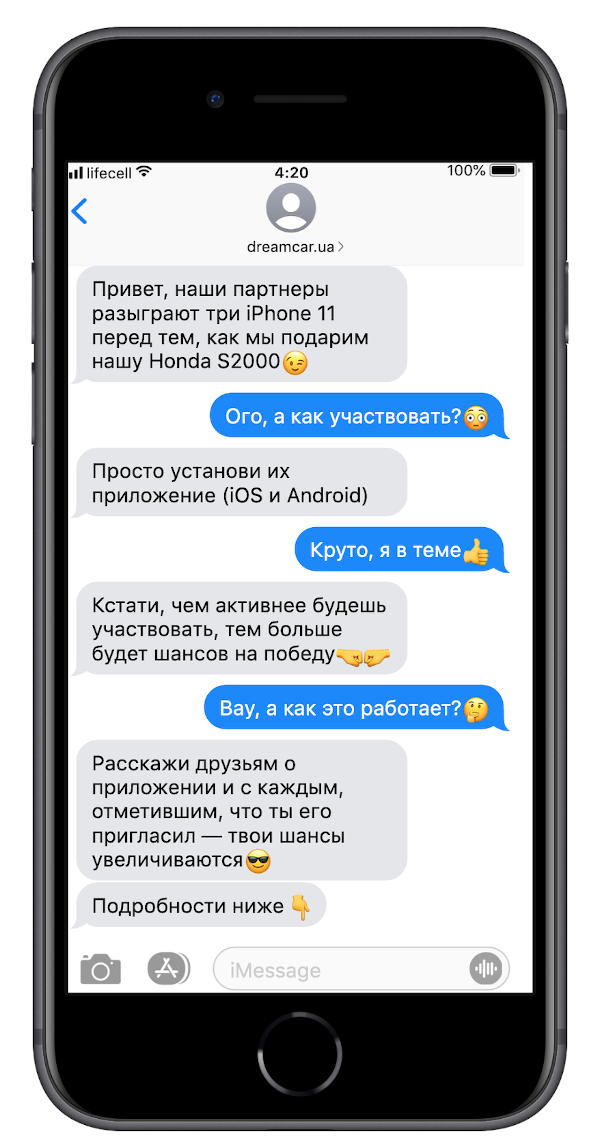 lifecell 4:20 100%
dreamcar.ua
Привет, наши партнеры
разыграют три iPhone 11
перед тем, как мы подарим
нашу Honda S2000😉
Ого, а как участвовать?😳
Просто установи их
приложение (iOS и Android)
Круто, я в теме👍
Кстати, чем активнее будешь
участвовать, тем больше
будет шансов на победу🤜🤛
Вау, а как это работает?🤔
Расскажи друзьям о
приложении и с каждым,
отметившим, что ты его
пригласил — твои шансы
увеличиваются😎
Подробности ниже 👇
iMessage